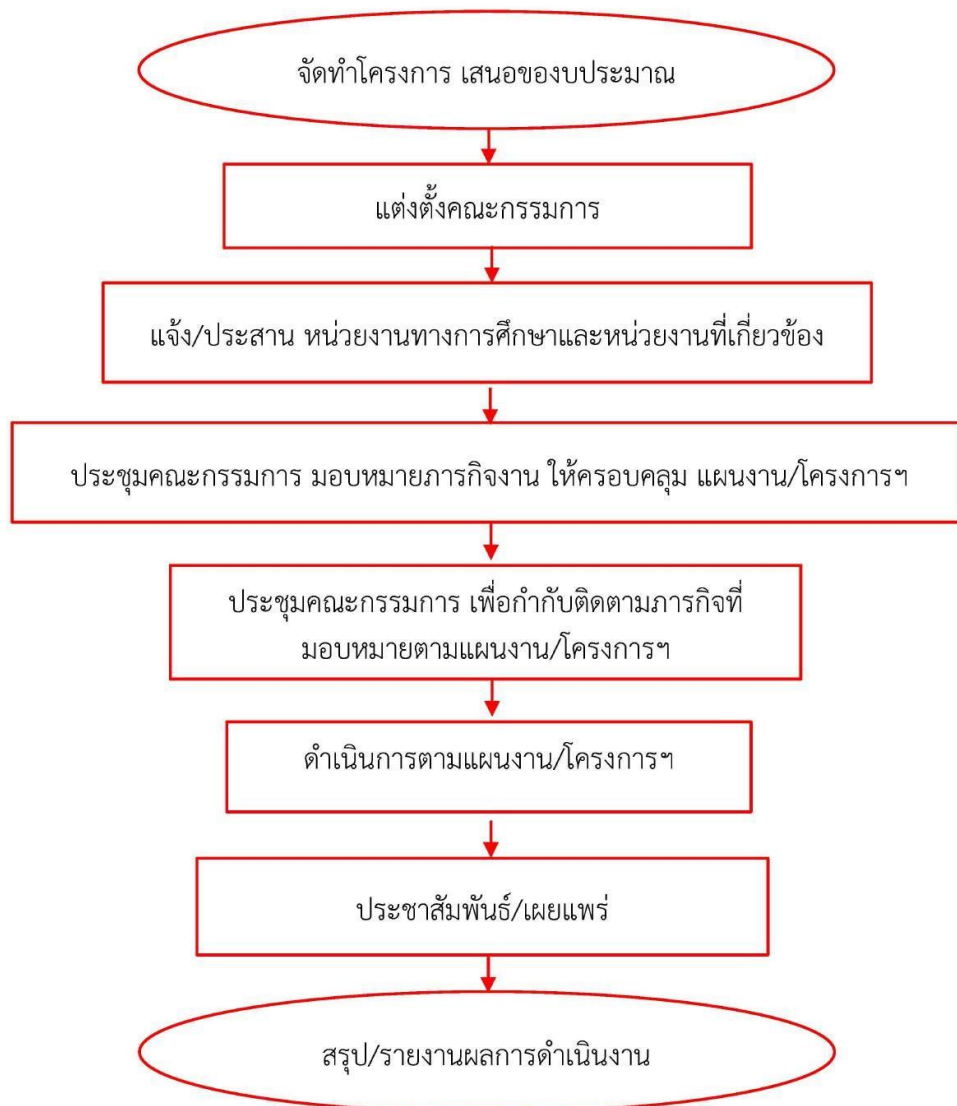 จัดทำโครงการ เสนอของบประมาณ
แต่งตั้งคณะกรรมการ
แจ้ง/ประสาน หน่วยงานทางการศึกษาและหน่วยงานที่เกี่ยวข้อง
ประชุมคณะกรรมการ มอบหมายภารกิจงาน ให้ครอบคลุม แผนงาน/โครงการฯ
ประชุมคณะกรรมการ เพื่อกำกับติดตามภารกิจที่
มอบหมายตามแผนงาน/โครงการฯ
ดำเนินการตามแผนงาน/โครงการฯ
ประชาสัมพันธ์/เผยแพร่
สรุป/รายงานผลการดำเนินงาน